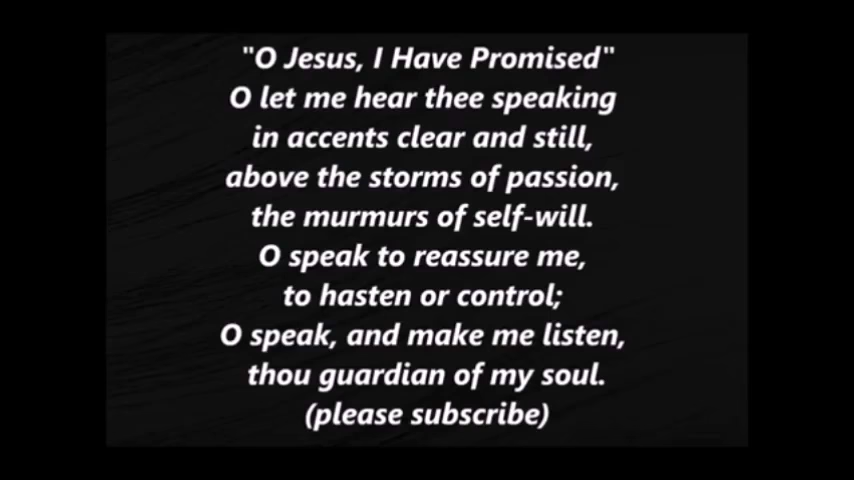 "O Jesus, I Have Promised"
O let me hear thee speaking
in accents clear and still,
above the storms of passion,
the murmurs of self-will.
O speak to reassure me,
to hasten or control;
O speak, and make me listen,
thou guardian of my soul.
(please subscribe)